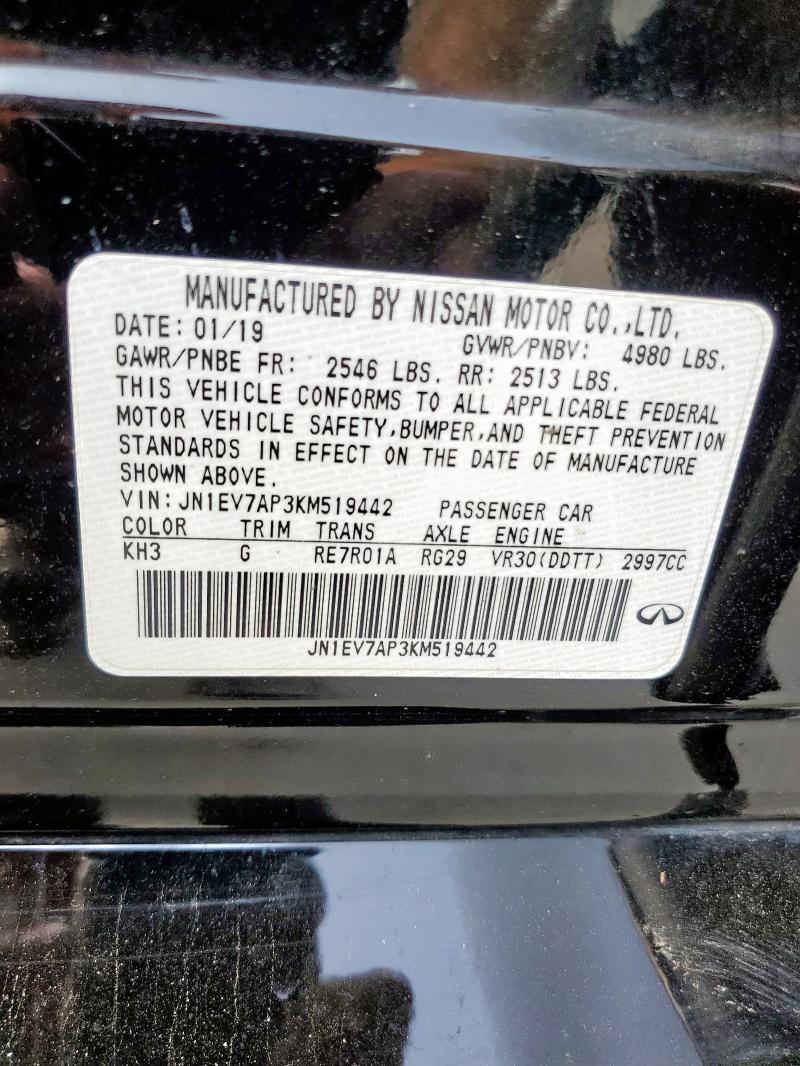 MANUFACTURED BY NISSAN MOTOR CO.,LTD.
DATE: 01/19 GVWR/PNBV: 4980 LBS.
GAWR/PNBE FR: 2546 LBS. RR: 2513 LBS.
THIS VEHICLE CONFORMS TO ALL APPLICABLE FEDERAL
MOTOR VEHICLE SAFETY,BUMPER,AND THEFT PREVENTION
STANDARDS IN EFFECT ON THE DATE OF MANUFACTURE
SHOWN ABOVE.
VIN:JN1EV7AP3KM519442 PASSENGER CAR
COLOR TRIM TRANS AXLE ENGINE
KH3 G RE7R01A RG29 VR30(DDTT) 2997CC
JN1EV7AP3KM519442